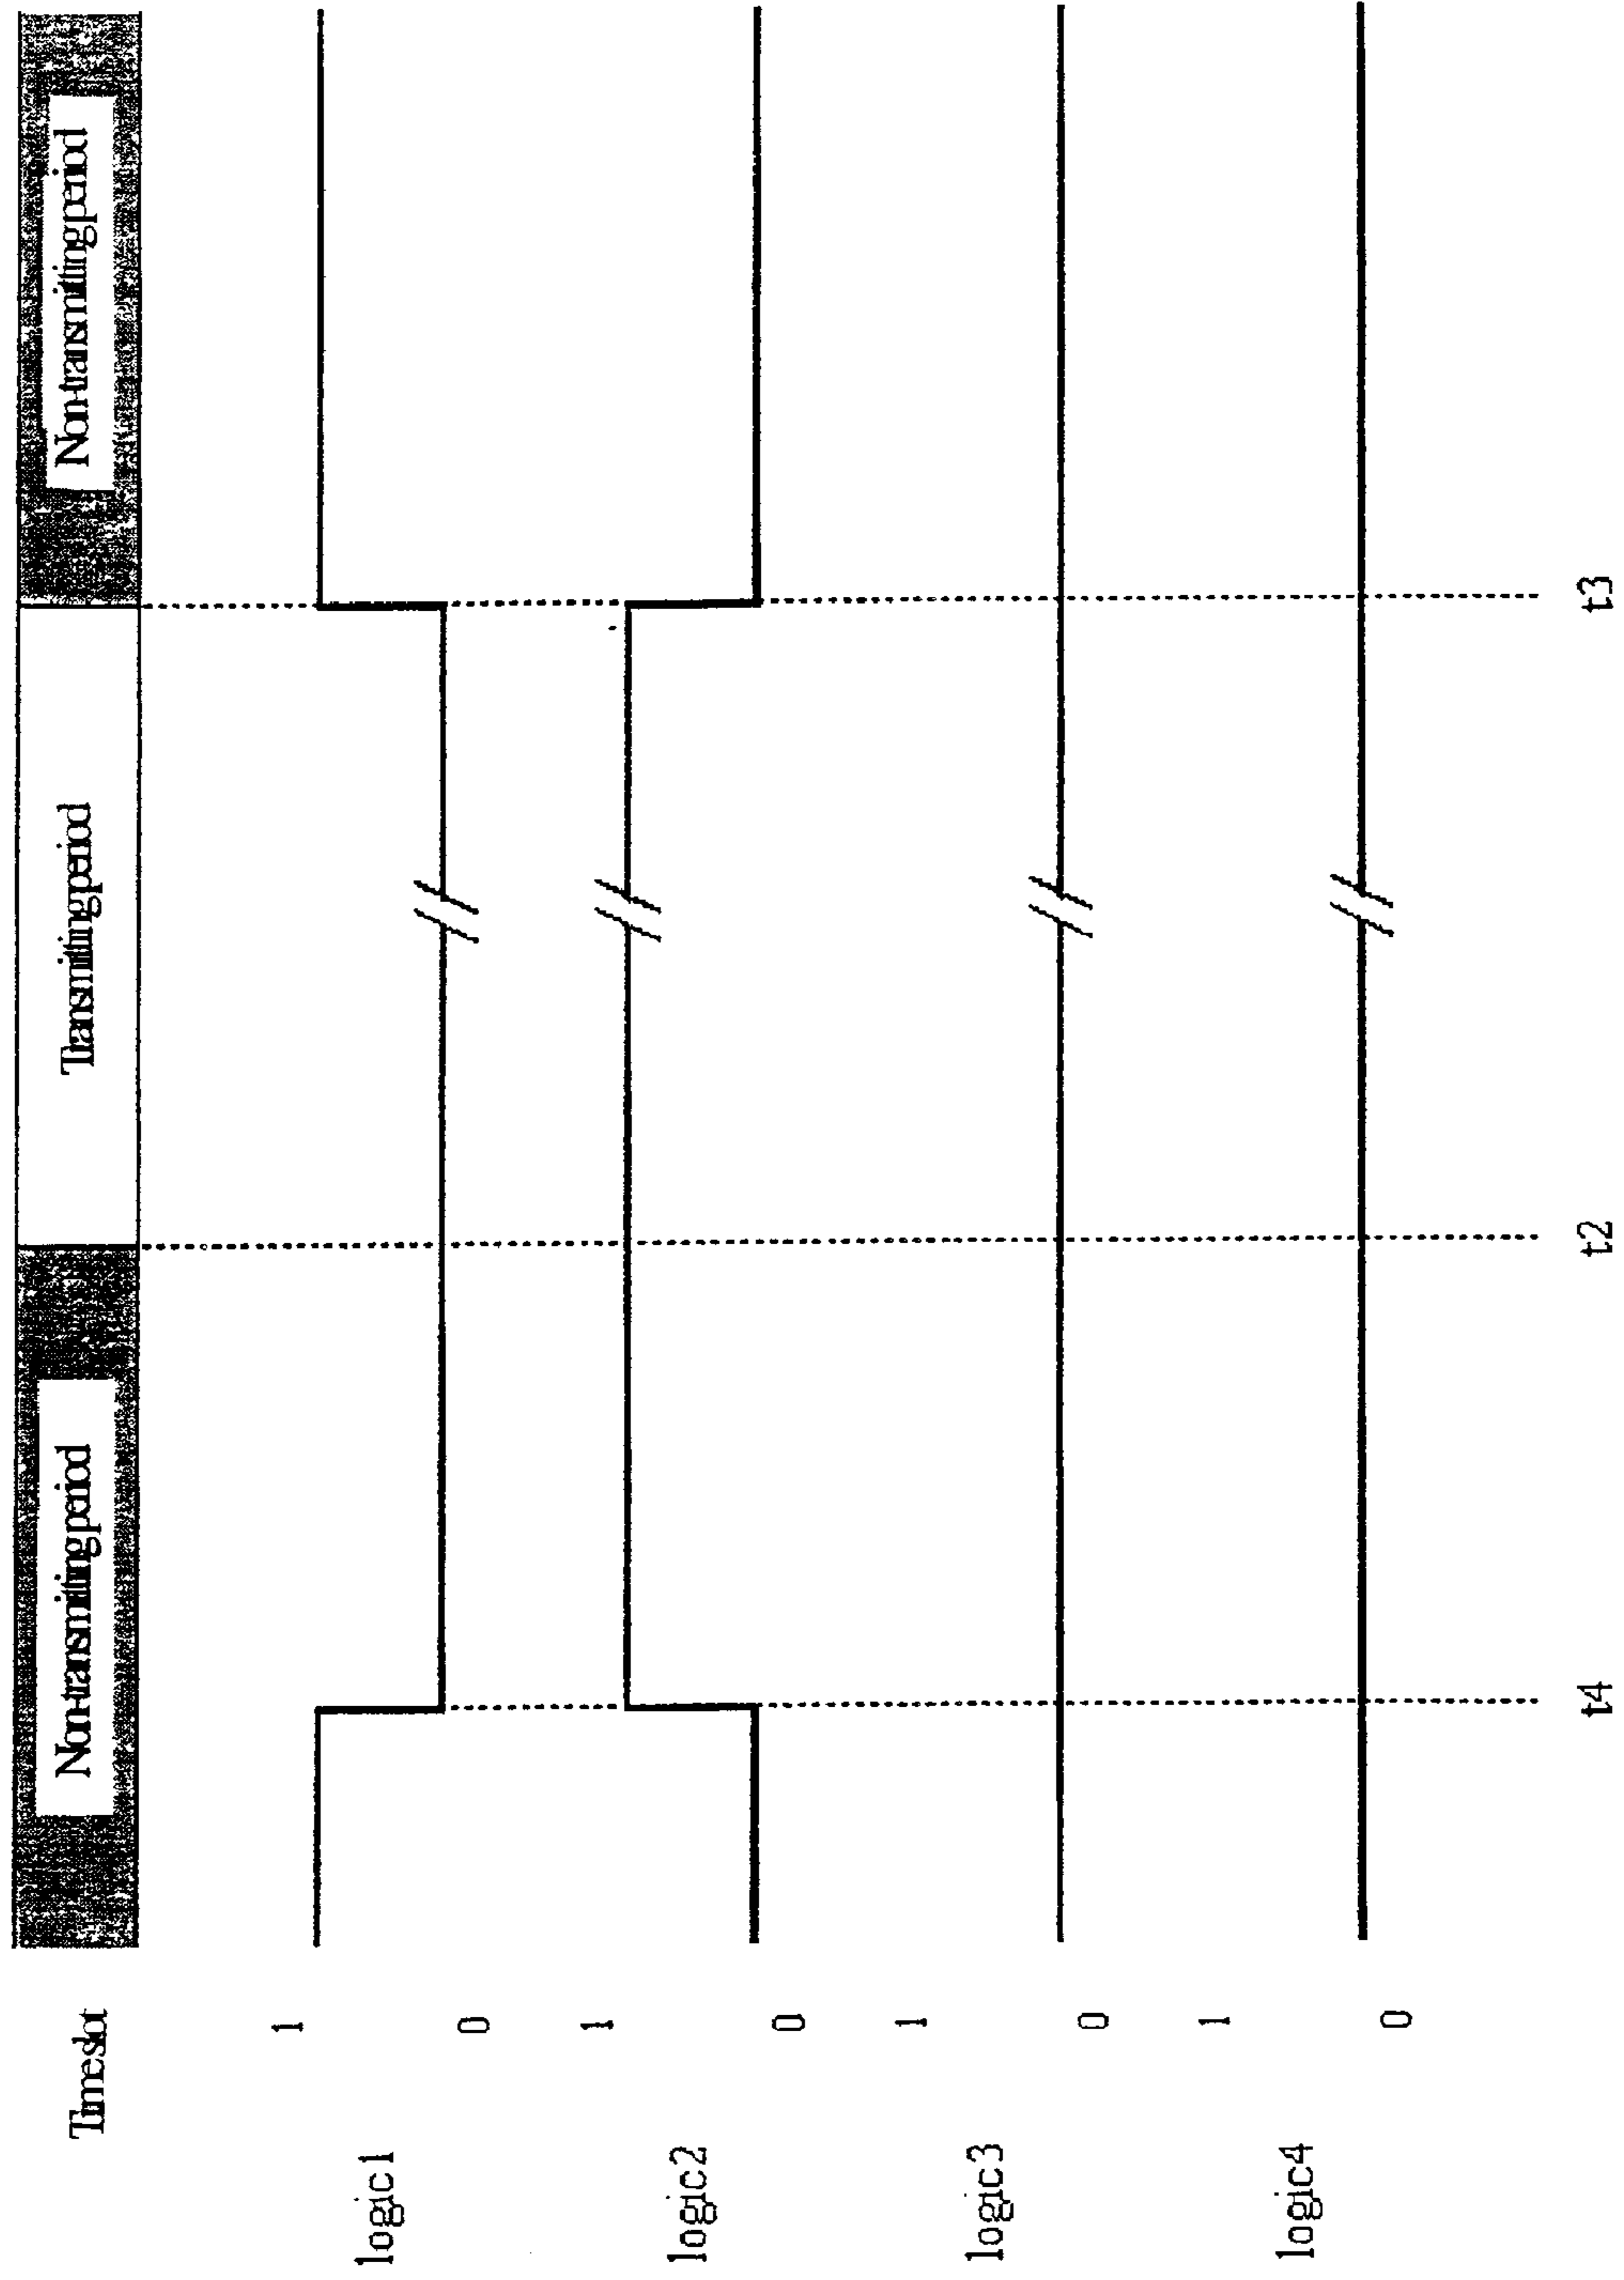 Timeslot
Non-transmitting period
Transmitting period
Non-transmitting period
logic1
1
0
logic2
1
0
logic3
1
0
logic4
1
0
t4
t2
t3